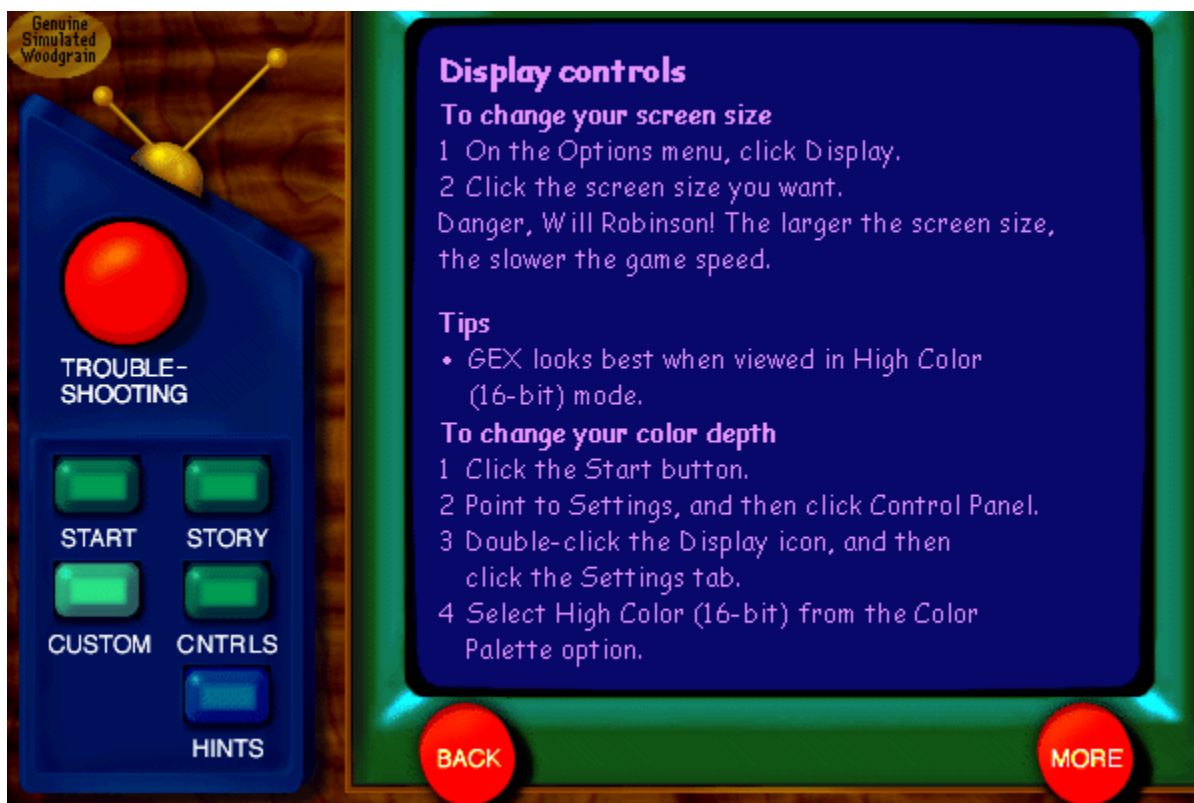 Genuine
Simulated
Woodgrain
TROUBLE-
SHOOTING
START STORY
CUSTOM CNTRLS
HINTS
Display controls
To change your screen size
1 On the Options menu, click Display.
2 Click the screen size you want.
Danger, Will Robinson! The larger the screen size,
the slower the game speed.
Tips
• GEX looks best when viewed in High Color
(16-bit) mode.
To change your color depth
1 Click the Start button.
2 Point to Settings, and then click Control Panel.
3 Double-click the Display icon, and then
click the Settings tab.
4 Select High Color (16-bit) from the Color
Palette option.
BACK MORE